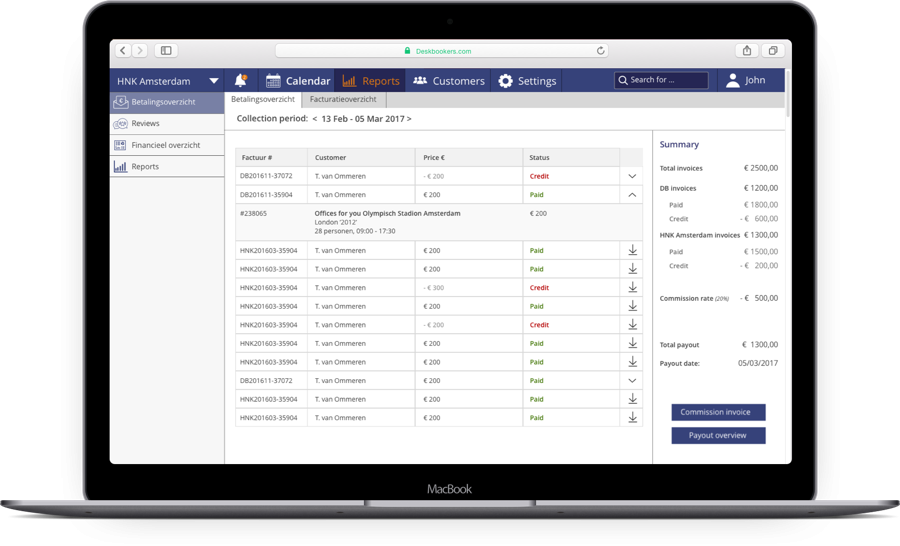 Deskbookers.com
HNK Amsterdam
2
Calendar
Reports
Customers
Settings
Search for ...
John
Betalingsoverzicht
Reviews
Financieel overzicht
Reports
Betalingsoverzicht
Facturatieoverzicht
Collection period: < 13 Feb - 05 Mar 2017 >
Factuur # Customer Price € Status
DB201611-37072 T. van Ommeren - € 200 Credit
DB201611-35904 T. van Ommeren € 200 Paid
#238065 Offices for you Olympisch Stadion Amsterdam € 200
London '2012'
28 personen, 09:00 - 17:30
HNK201603-35904 T. van Ommeren € 200 Paid
HNK201603-35904 T. van Ommeren € 200 Paid
HNK201603-35904 T. van Ommeren - € 300 Credit
HNK201603-35904 T. van Ommeren € 200 Paid
HNK201603-35904 T. van Ommeren - € 200 Credit
HNK201603-35904 T. van Ommeren € 200 Paid
HNK201603-35904 T. van Ommeren € 200 Paid
DB201611-37072 T. van Ommeren € 200 Paid
HNK201603-35904 T. van Ommeren € 200 Paid
HNK201603-35904 T. van Ommeren € 200 Paid
Summary
Total invoices € 2500,00
DB invoices € 1200,00
Paid € 1800,00
Credit - € 600,00
HNK Amsterdam invoices € 1300,00
Paid € 1500,00
Credit - € 200,00
Commission rate (20%) - € 500,00
Total payout € 1300,00
Payout date: 05/03/2017
Commission invoice
Payout overview
MacBook